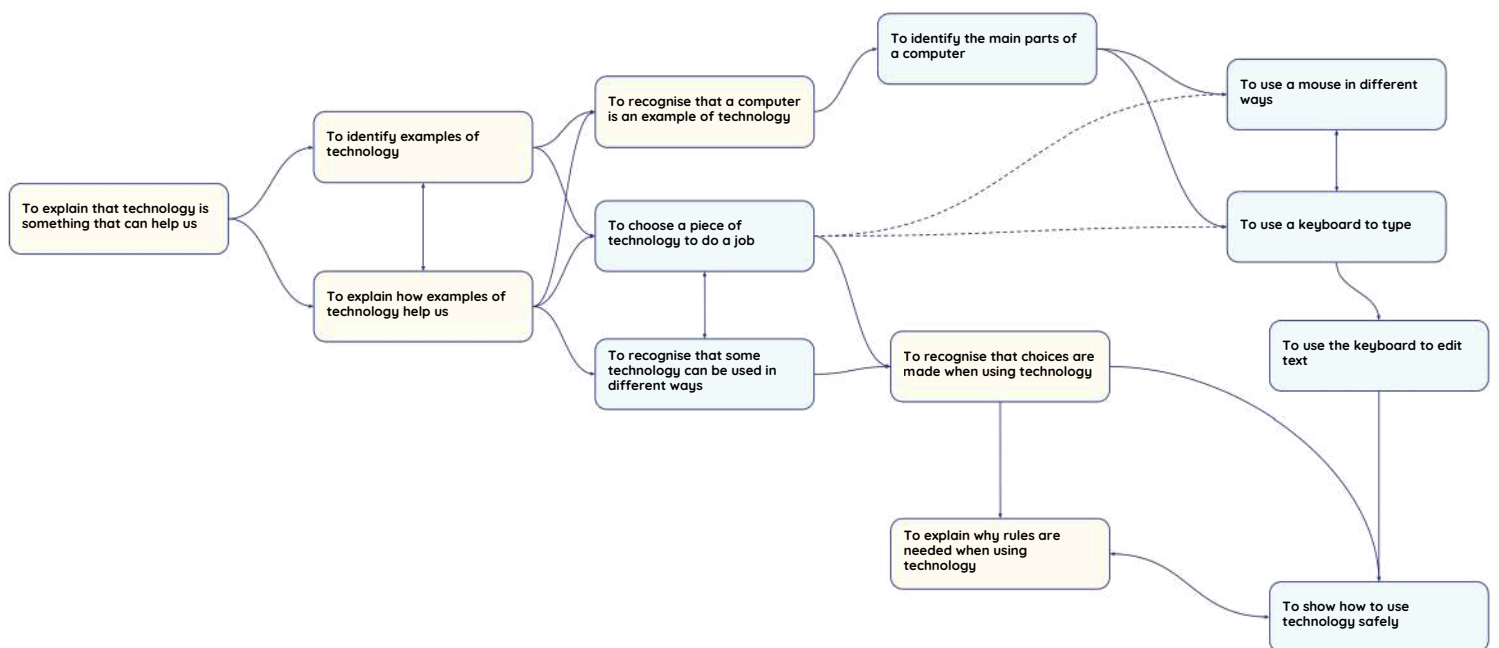 To identify the main parts of
a computer
To use a mouse in different
ways
To recognise that a computer
is an example of technology
To identify examples of
technology
To explain that technology is
something that can help us
To choose a piece of
technology to do a job
To use a keyboard to type
To explain how examples of
technology help us
To recognise that some
technology can be used in
different ways
To recognise that choices are
made when using technology
To use the keyboard to edit
text
To explain why rules are
needed when using
technology
To show how to use
technology safely